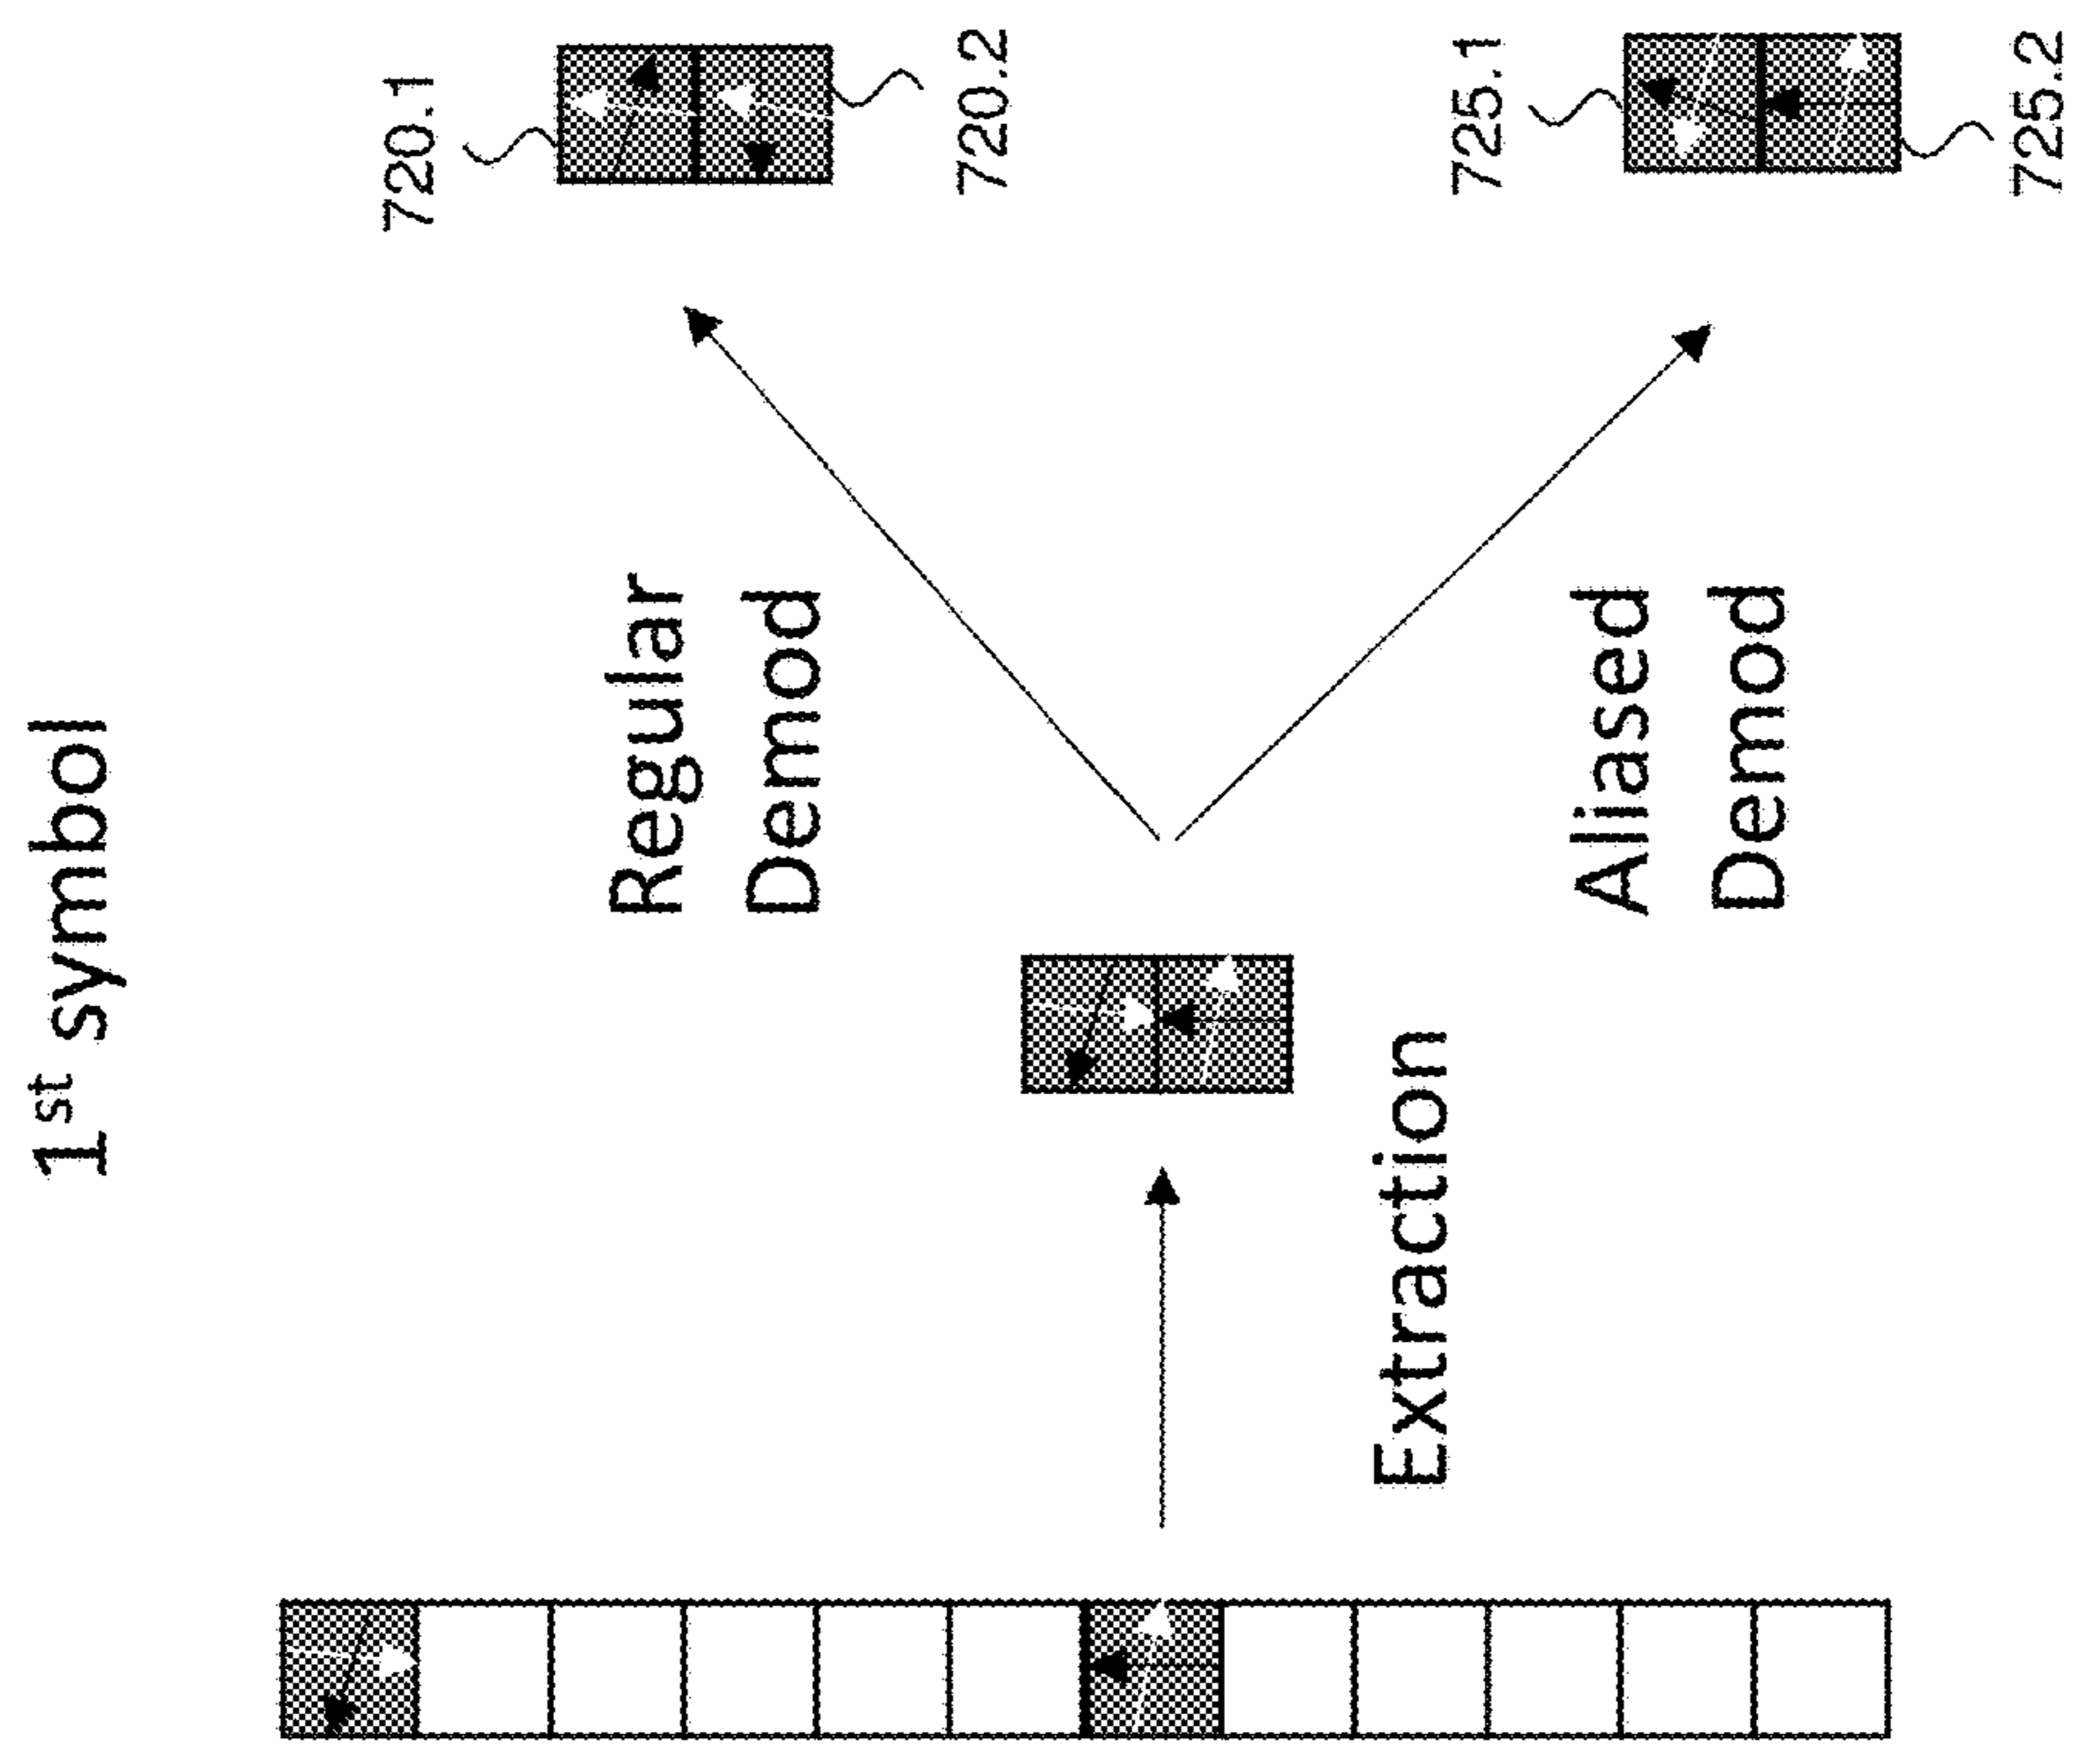 1st symbol
Extraction
Regular
Demod
Aliased
Demod
720.1
720.2
725.1
725.2